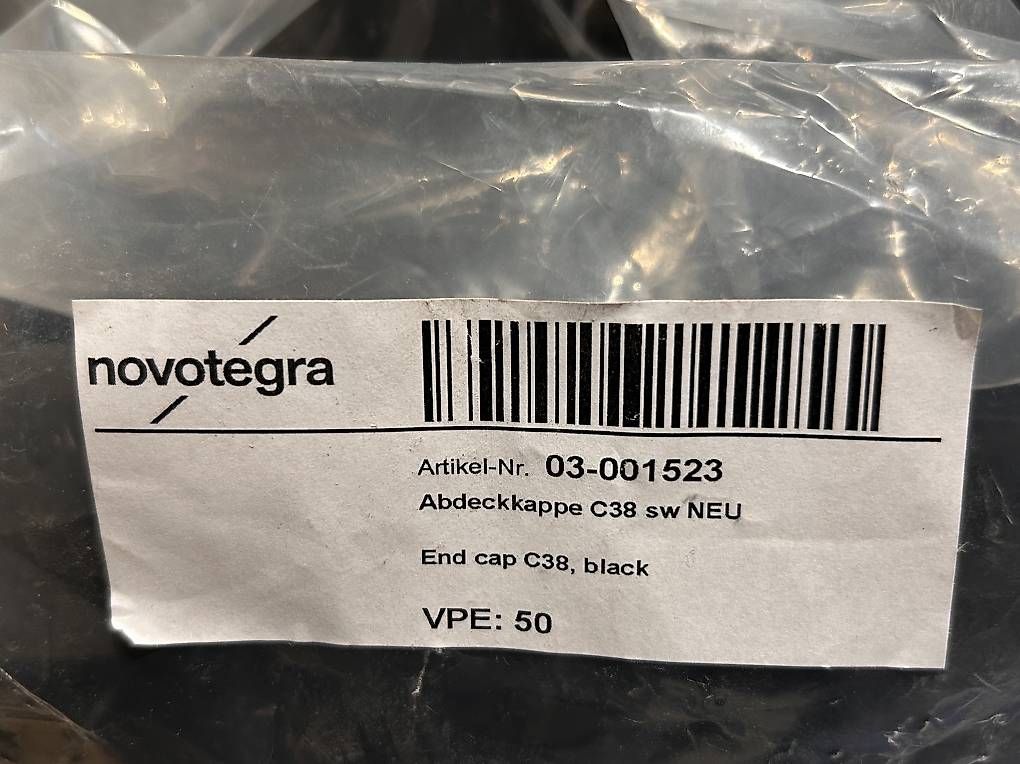 novotegra
Artikel-Nr. 03-001523
Abdeckkappe C38 sw NEU
End cap C38, black
VPE: 50